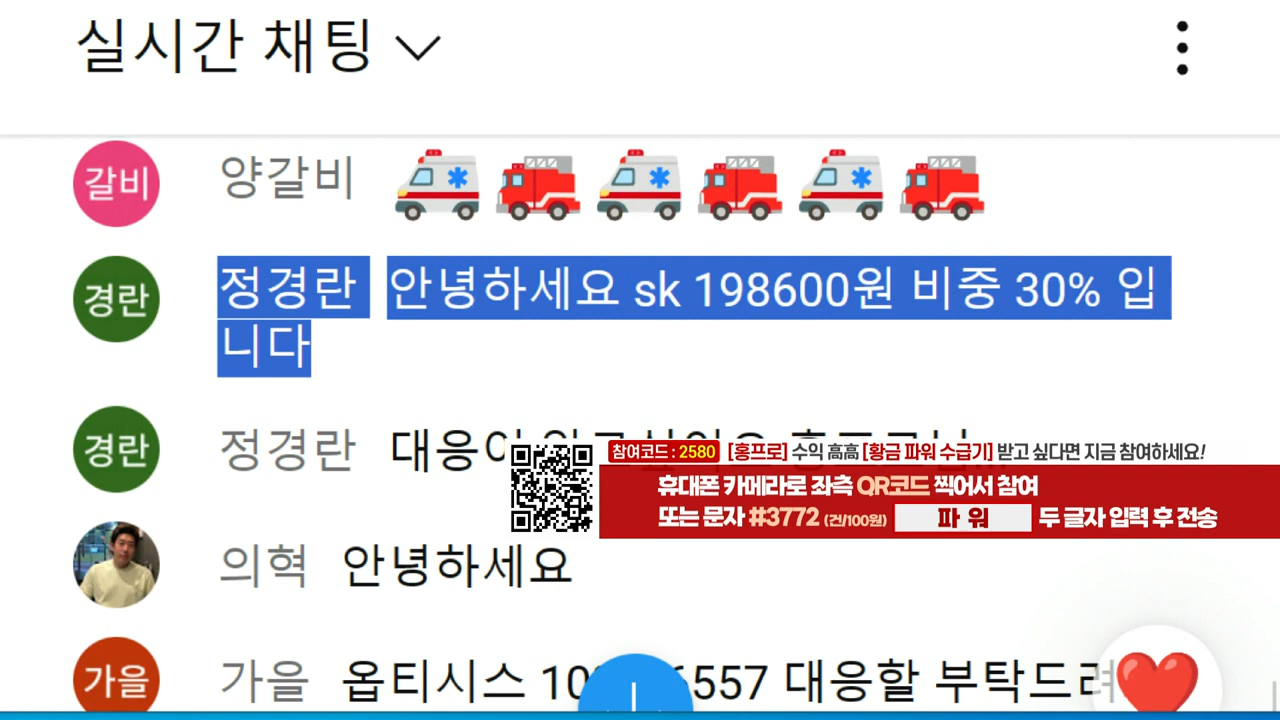 실시간 채팅
갈비 양갈비
경란 정경란 안녕하세요 sk 198600원 비중 30% 입
니다
경란 정경란 대응
참여코드 : 2580 [홍프로] 수익 高高 [황금 파워 수급기] 받고 싶다면 지금 참여하세요!
휴대폰 카메라로 좌측 QR코드 찍어서 참여
또는 문자 #3772 (건/100원) 파 워 두 글자 입력 후 전송
의혁 안녕하세요
가을 가을 옵티시스 대응할 부탁드려